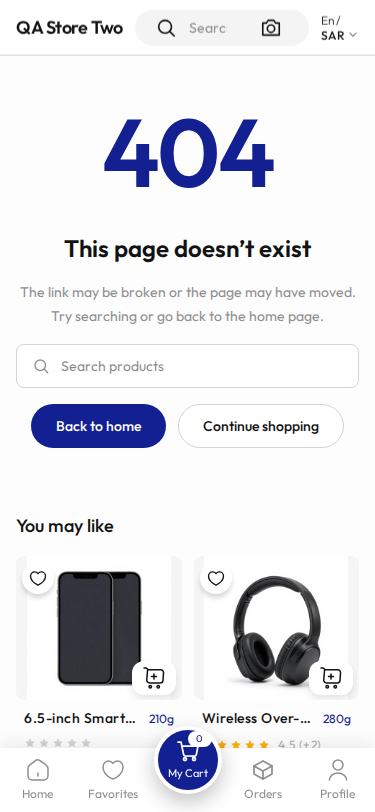 QA Store Two
Searc
En/
SAR
404
This page doesn’t exist
The link may be broken or the page may have moved.
Try searching or go back to the home page.
Search products
Back to home
Continue shopping
You may like
6.5-inch Smart...
210g
Wireless Over-...
280g
4.5 (+2)
0
My Cart
Home
Favorites
Orders
Profile